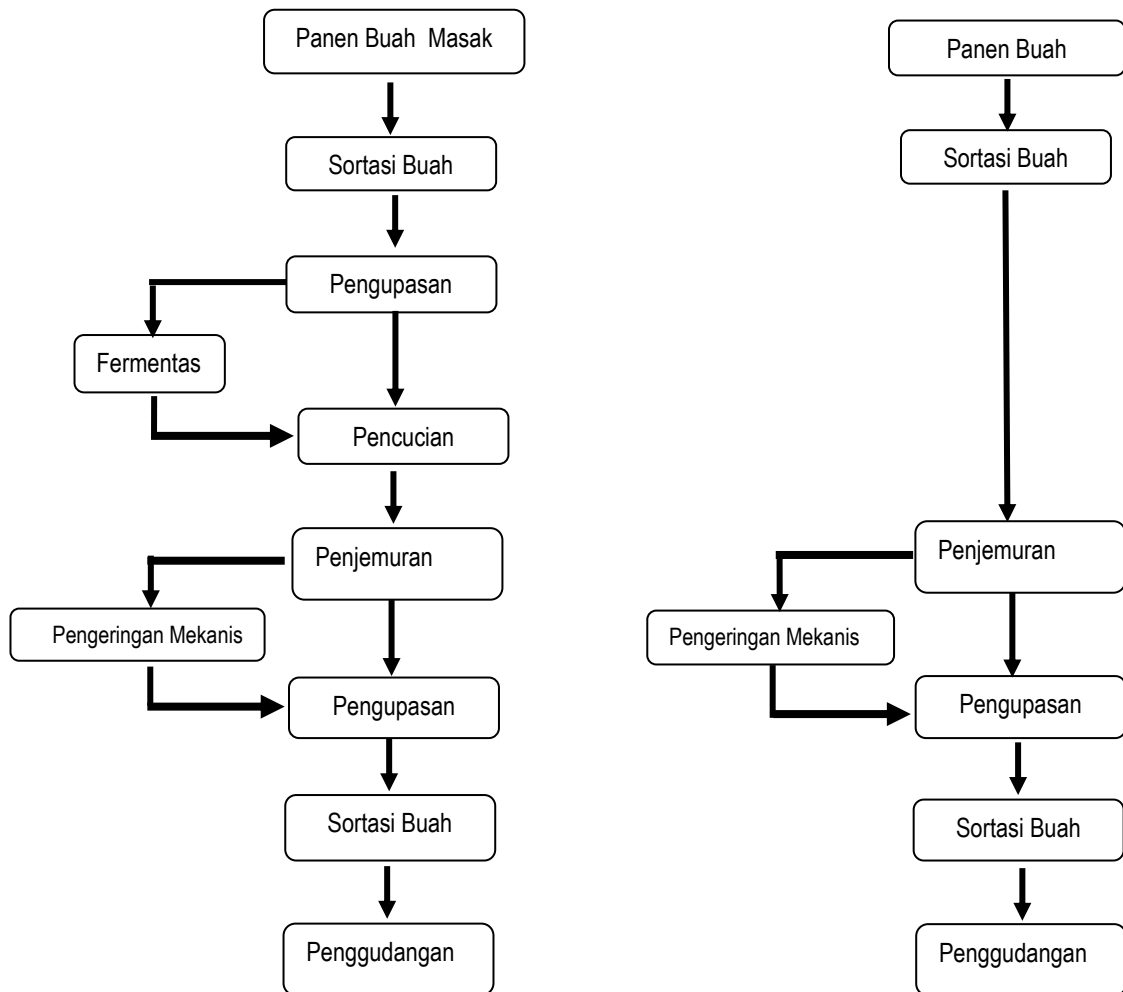 Panen Buah Masak
Sortasi Buah
Pengupasan
Fermentas
Pencucian
Penjemuran
Pengeringan Mekanis
Pengupasan
Sortasi Buah
Penggudangan
Panen Buah
Sortasi Buah
Penjemuran
Pengeringan Mekanis
Pengupasan
Sortasi Buah
Penggudangan